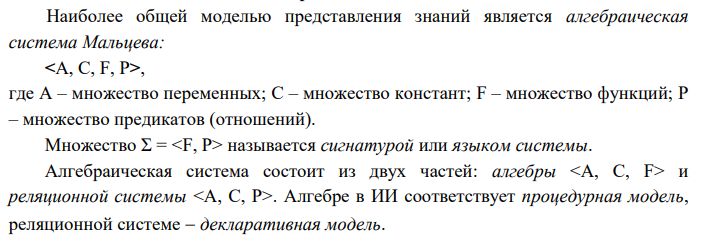 Наиболее общей моделью представления знаний является алгебраическая
система Мальцева:
<A, C, F, P>,
где A – множество переменных; C – множество констант; F – множество функций; P
– множество предикатов (отношений).
Множество Σ = <F, P> называется сигнатурой или языком системы.
Алгебраическая система состоит из двух частей: алгебры <A, C, F> и
реляционной системы <A, C, P>. Алгебре в ИИ соответствует процедурная модель,
реляционной системе – декларативная модель.